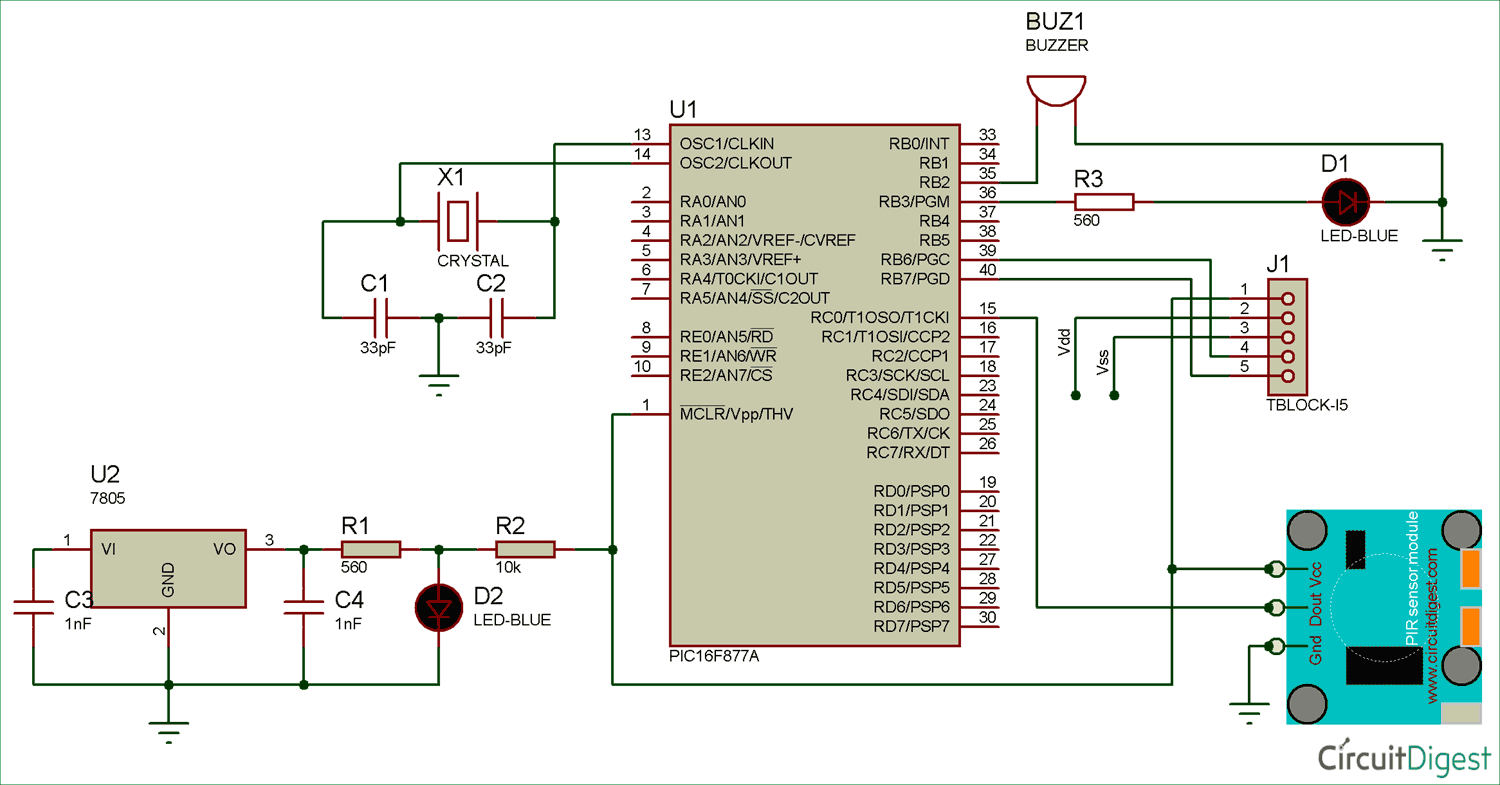 BUZ1
BUZZER
U1
13 OSC1/CLKIN
14 OSC2/CLKOUT
2 RA0/AN0
3 RA1/AN1
4 RA2/AN2/VREF-/CVREF
5 RA3/AN3/VREF+
6 RA4/T0CKI/C1OUT
7 RA5/AN4/SS/C2OUT
8 RE0/AN5/RD
9 RE1/AN6/WR
10 RE2/AN7/CS
1 MCLR/Vpp/THV
RB0/INT 33
RB1 34
RB2 35
RB3/PGM 36
RB4 37
RB5 38
RB6/PGC 39
RB7/PGD 40
RC0/T1OSO/T1CKI 15
RC1/T1OSI/CCP2 16
RC2/CCP1 17
RC3/SCK/SCL 18
RC4/SDI/SDA 23
RC5/SDO 24
RC6/TX/CK 25
RC7/RX/DT 26
RD0/PSP0 19
RD1/PSP1 20
RD2/PSP2 21
RD3/PSP3 22
RD4/PSP4 27
RD5/PSP5 28
RD6/PSP6 29
RD7/PSP7 30
PIC16F877A
X1
CRYSTAL
C1
33pF
C2
33pF
R3
560
D1
LED-BLUE
J1
1
2
3
4
5
TBLOCK-I5
Vdd
Vss
U2
7805
1 VI VO 3
GND
2
C3
1nF
C4
1nF
R1
560
R2
10k
D2
LED-BLUE
Vcc
Dout
Gnd
PIR sensor module
www.circuitdigest.com
CircuitDigest